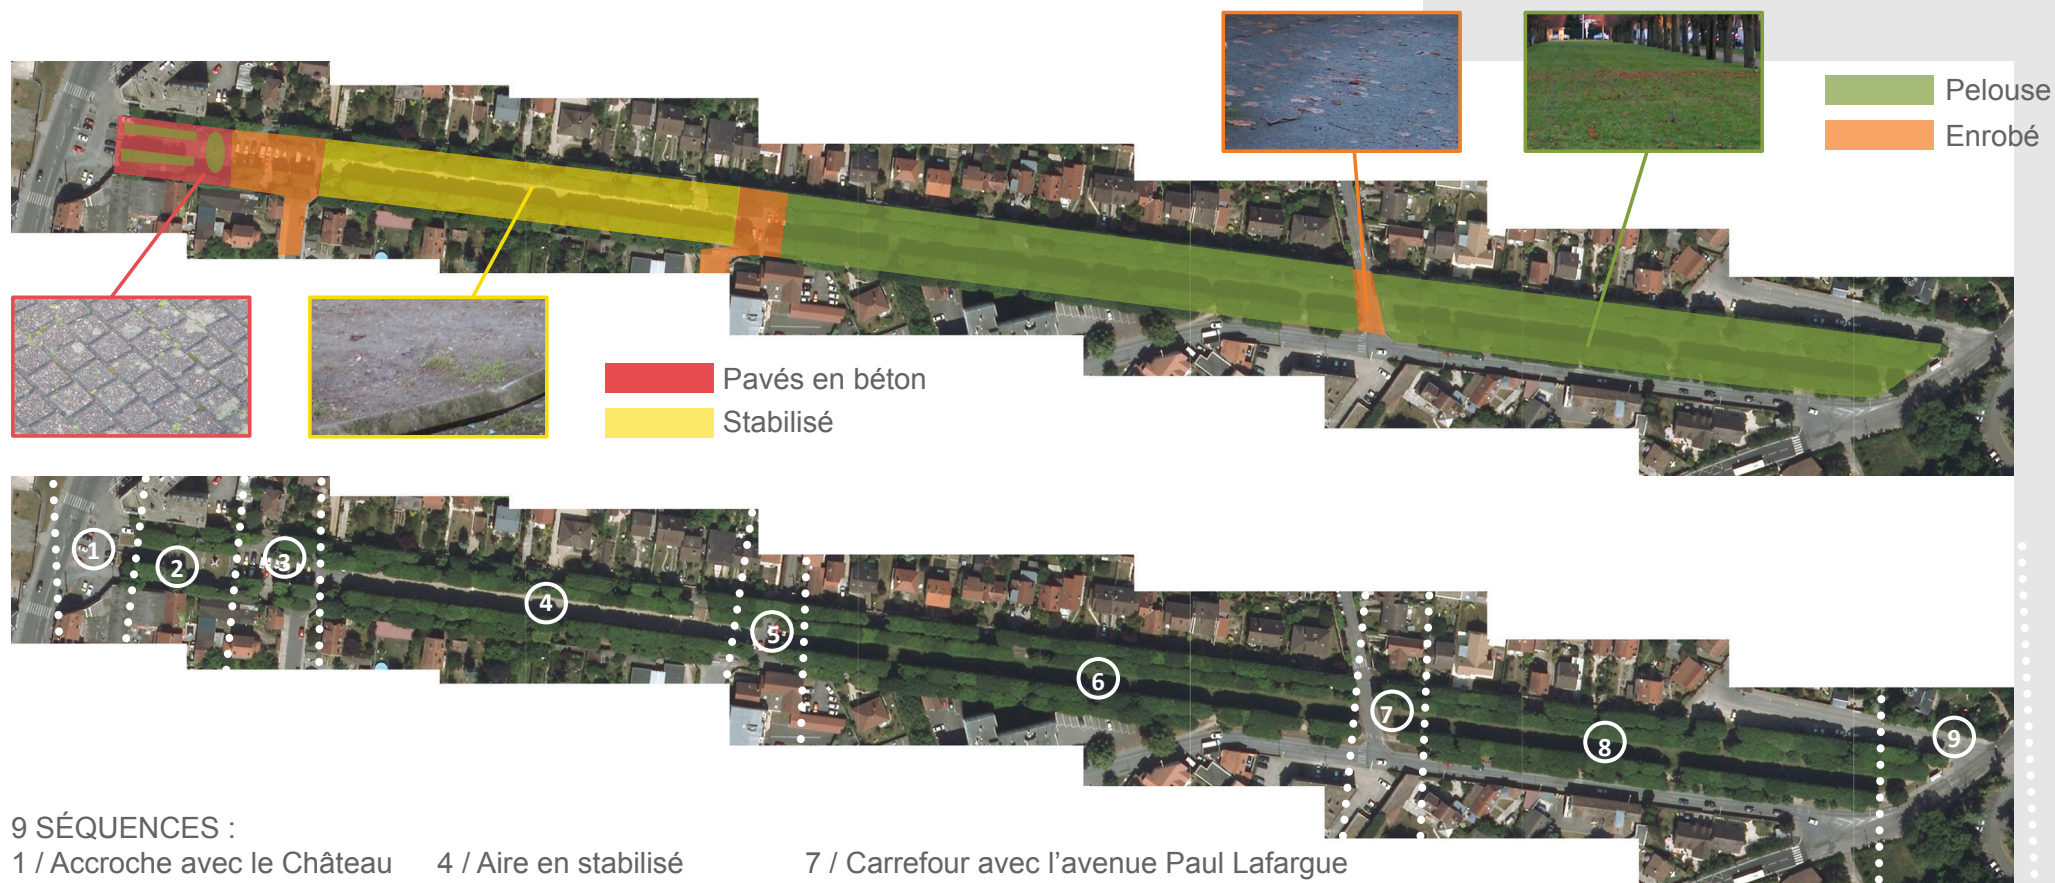 Pelouse
Enrobé
Pavés en béton
Stabilisé
1
2
3
4
5
6
7
8
9
9 SÉQUENCES :
1 / Accroche avec le Château 4 / Aire en stabilisé 7 / Carrefour avec l’avenue Paul Lafargue